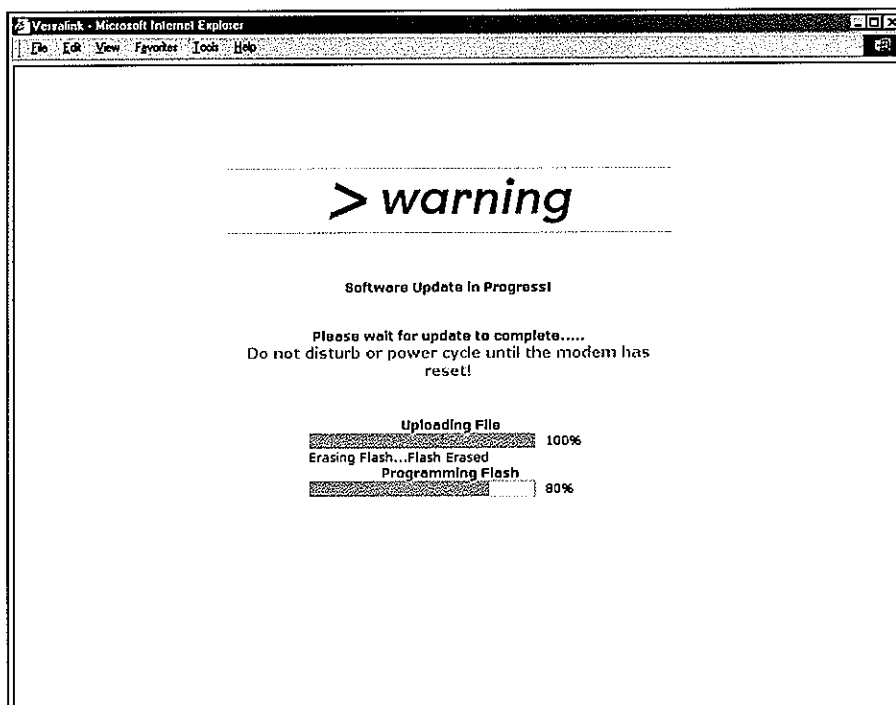 Versalink - Microsoft Internet Explorer
File Edit View Favorites Tools Help
> warning
Software Update in Progress!
Please wait for update to complete.....
Do not disturb or power cycle until the modem has
reset!
Uploading File
100%
Erasing Flash...Flash Erased
Programming Flash
80%